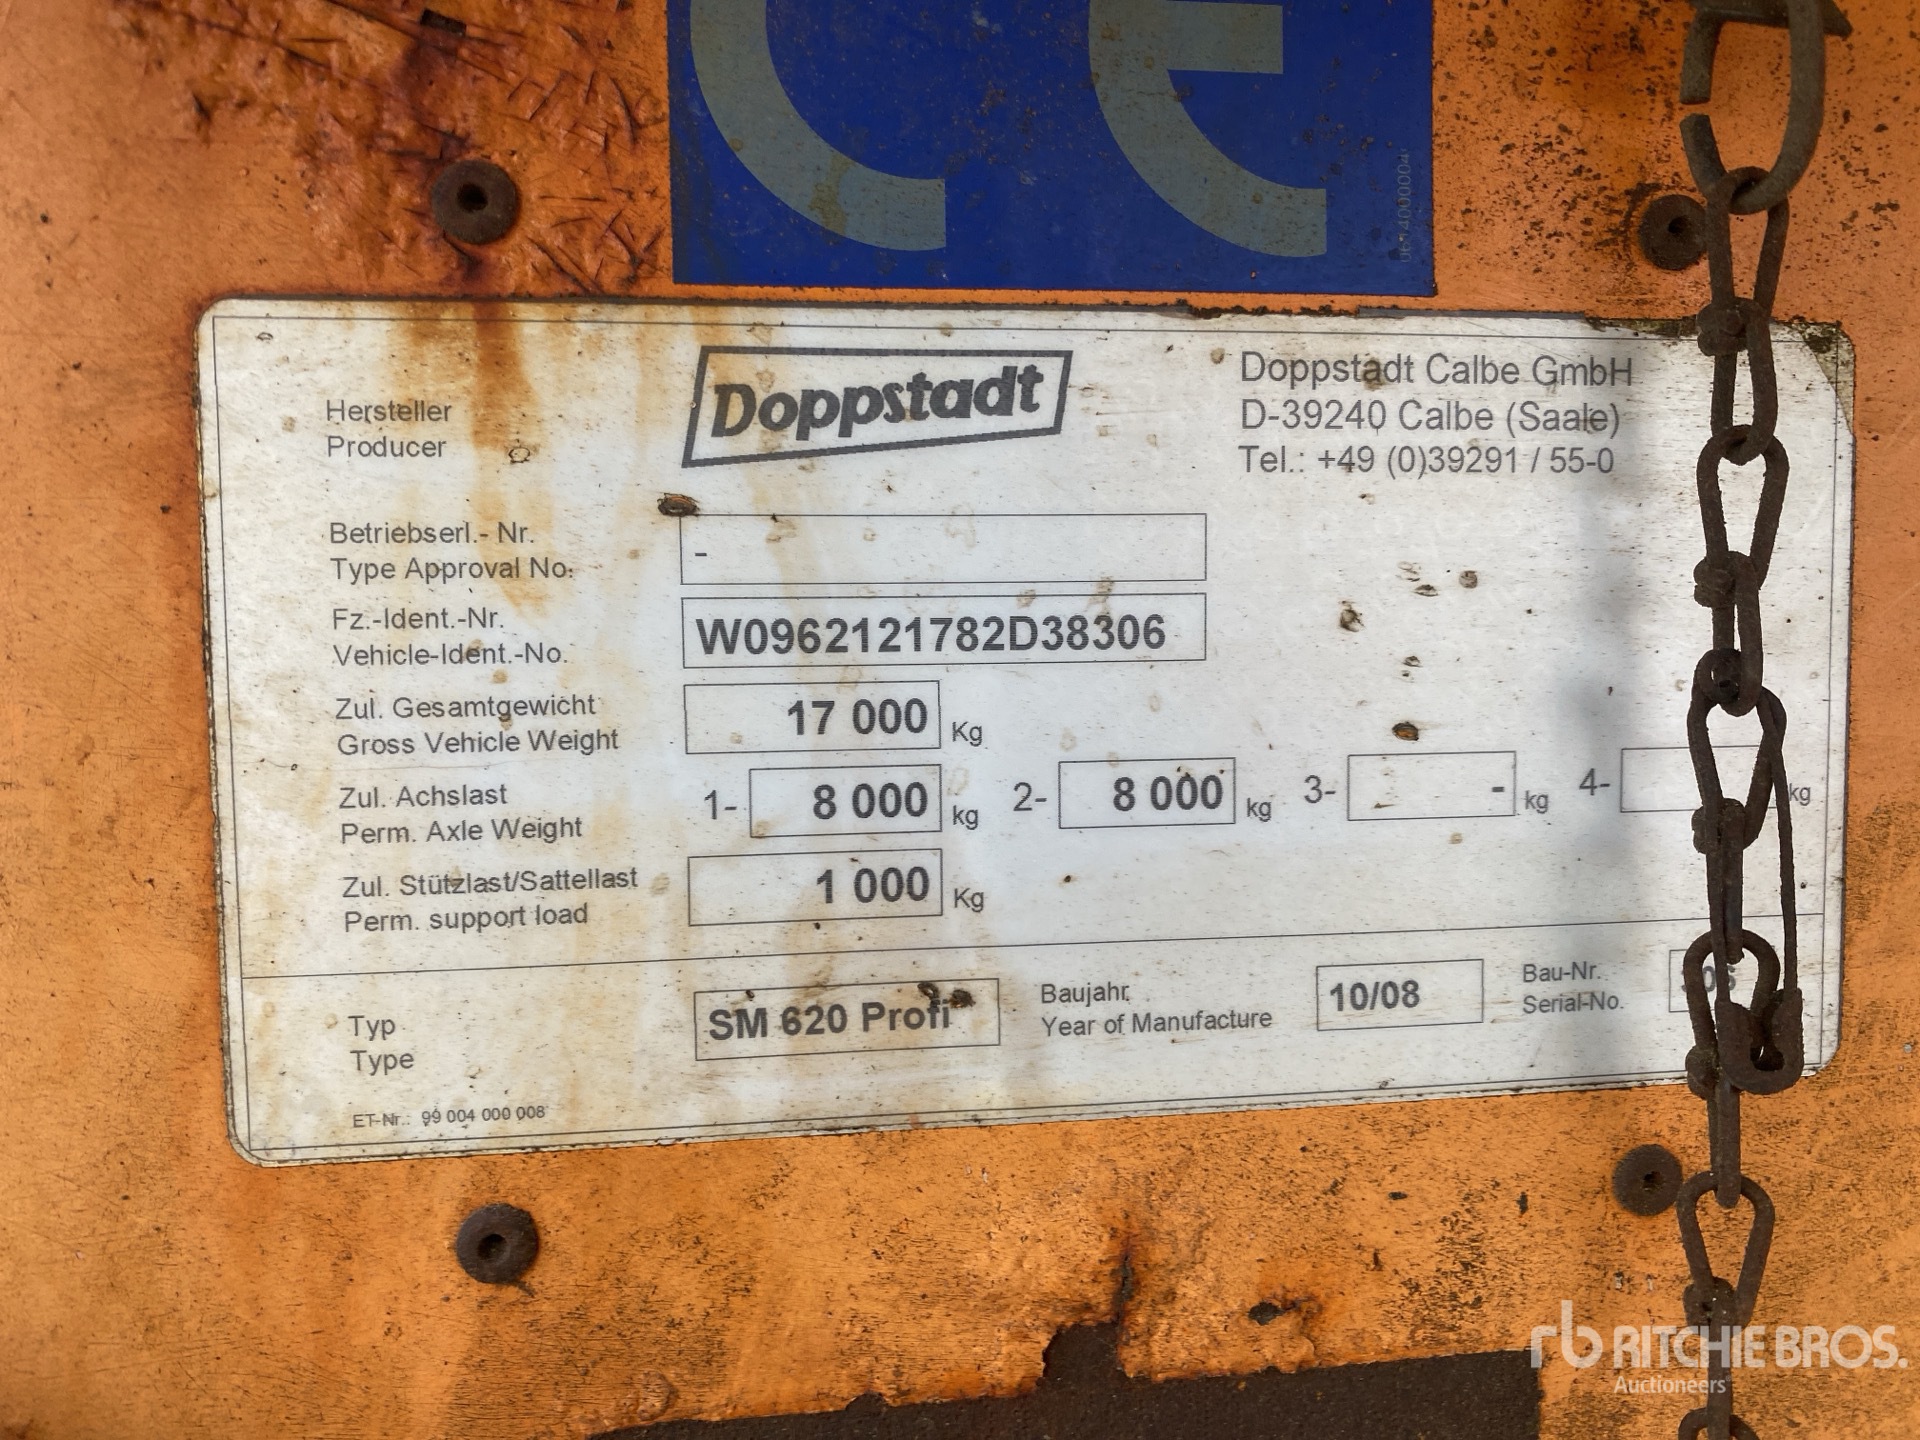 CE
Doppstadt
Doppstadt Calbe GmbH
D-39240 Calbe (Saale)
Tel.: +49 (0)39291 / 55-0
Hersteller
Producer
Betriebserl.- Nr.
Type Approval No.
-
Fz.-Ident.-Nr.
Vehicle-Ident.-No.
W0962121782D38306
Zul. Gesamtgewicht
Gross Vehicle Weight
17 000 Kg
Zul. Achslast
Perm. Axle Weight
1- 8 000 kg 2- 8 000 kg 3- - kg 4- kg
Zul. Stützlast/Sattellast
Perm. support load
1 000 Kg
Typ
Type
SM 620 Profi
Baujahr
Year of Manufacture
10/08
Bau-Nr.
Serial-No.
ET-Nr.: 99 004 000 008
rb RITCHIE BROS.
Auctioneers